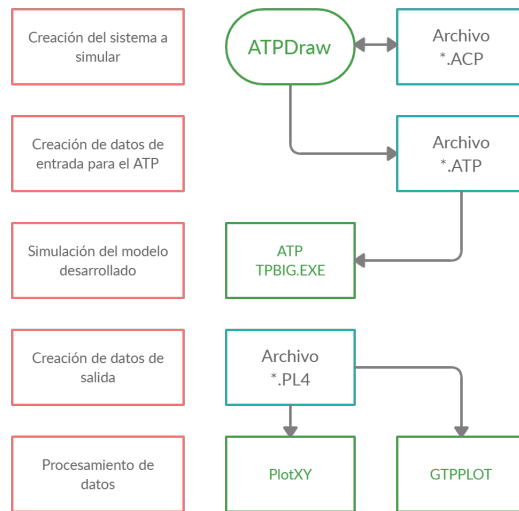 Creación del sistema a
simular
ATPDraw
Archivo
*.ACP
Creación de datos de
entrada para el ATP
Archivo
*.ATP
Simulación del modelo
desarrollado
ATP
TPBIG.EXE
Creación de datos de
salida
Archivo
*.PL4
Procesamiento de
datos
PlotXY
GTPPLOT